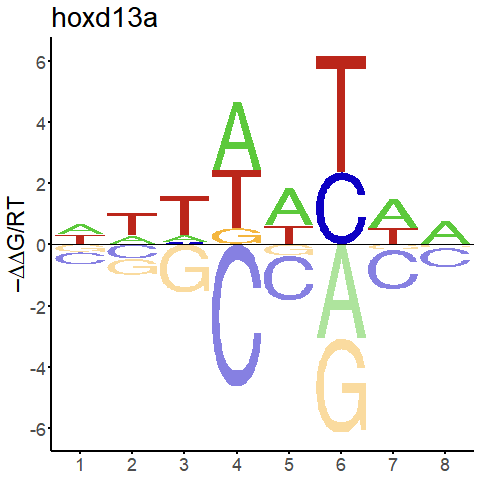 hoxd13a
−ΔΔG/RT
6
4
2
0
-2
-4
-6
A T G C
T A C G
T A C G
A T G C
A T G C
T C A G
A T G C
A C
1 2 3 4 5 6 7 8